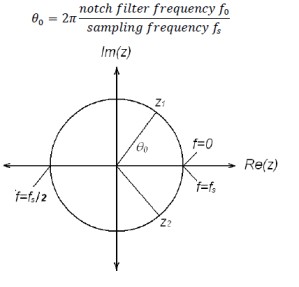 θ₀ = 2π notch filter frequency f₀ / sampling frequency fₛ
Im(z)
z₁
f=0
θ₀
Re(z)
f=fₛ/2
f=fₛ
z₂